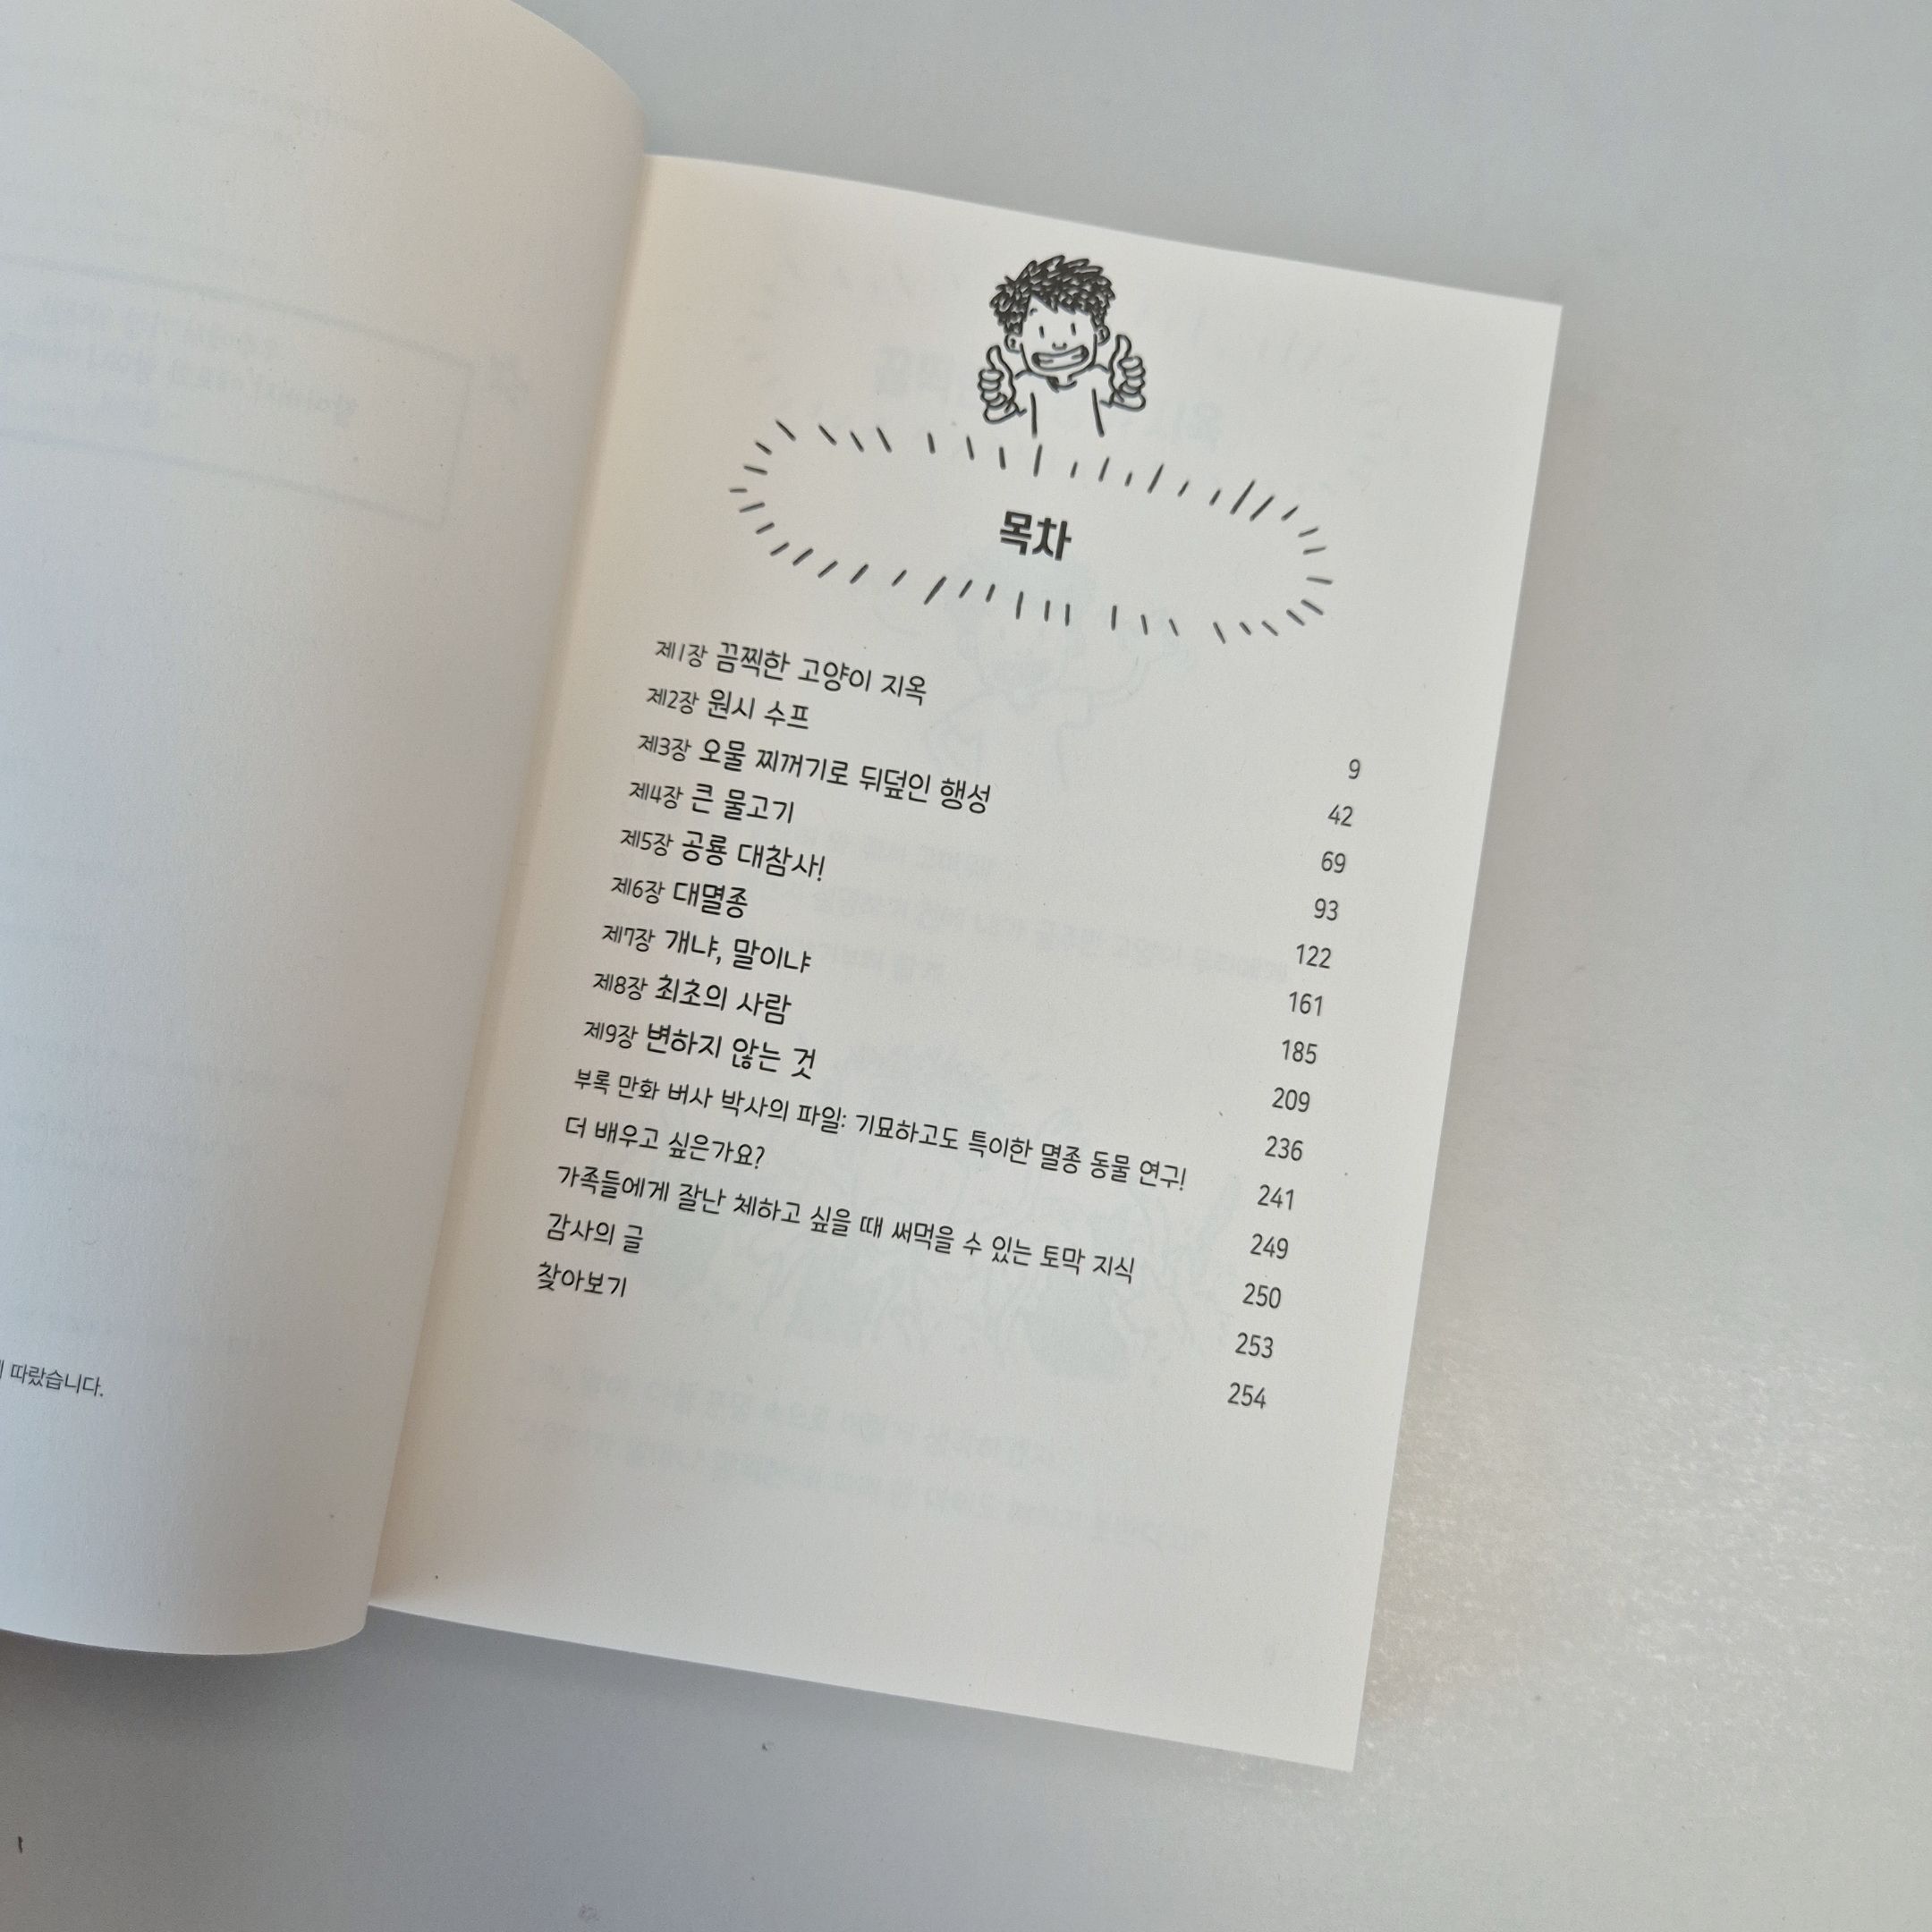 목차
제1장 끔찍한 고양이 지옥 9
제2장 원시 수프 42
제3장 오물 찌꺼기로 뒤덮인 행성 69
제4장 큰 물고기 93
제5장 공룡 대참사! 122
제6장 대멸종 161
제7장 개냐, 말이냐 185
제8장 최초의 사람 209
제9장 변하지 않는 것 236
부록 만화 버사 박사의 파일: 기묘하고도 특이한 멸종 동물 연구! 241
더 배우고 싶은가요? 249
가족들에게 잘난 체하고 싶을 때 써먹을 수 있는 토막 지식 250
감사의 글 253
찾아보기 254
따랐습니다.